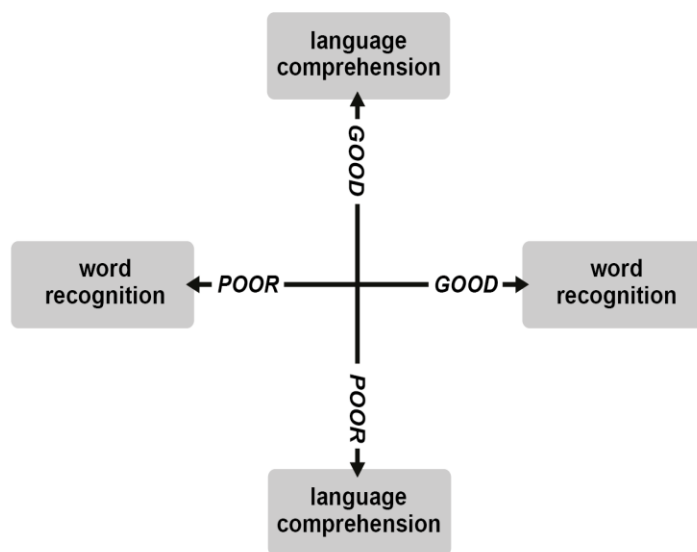 language
comprehension
GOOD
word
recognition
POOR
GOOD
word
recognition
POOR
language
comprehension